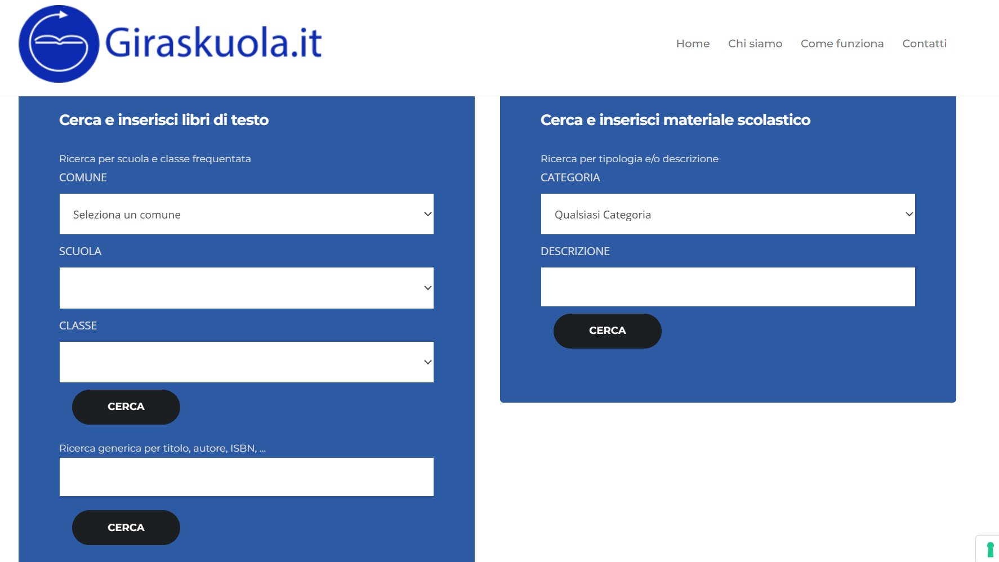 Giraskuola.it
Home Chi siamo Come funziona Contatti
Cerca e inserisci libri di testo
Ricerca per scuola e classe frequentata
COMUNE
Seleziona un comune
SCUOLA
CLASSE
CERCA
Ricerca generica per titolo, autore, ISBN, ...
CERCA
Cerca e inserisci materiale scolastico
Ricerca per tipologia e/o descrizione
CATEGORIA
Qualsiasi Categoria
DESCRIZIONE
CERCA